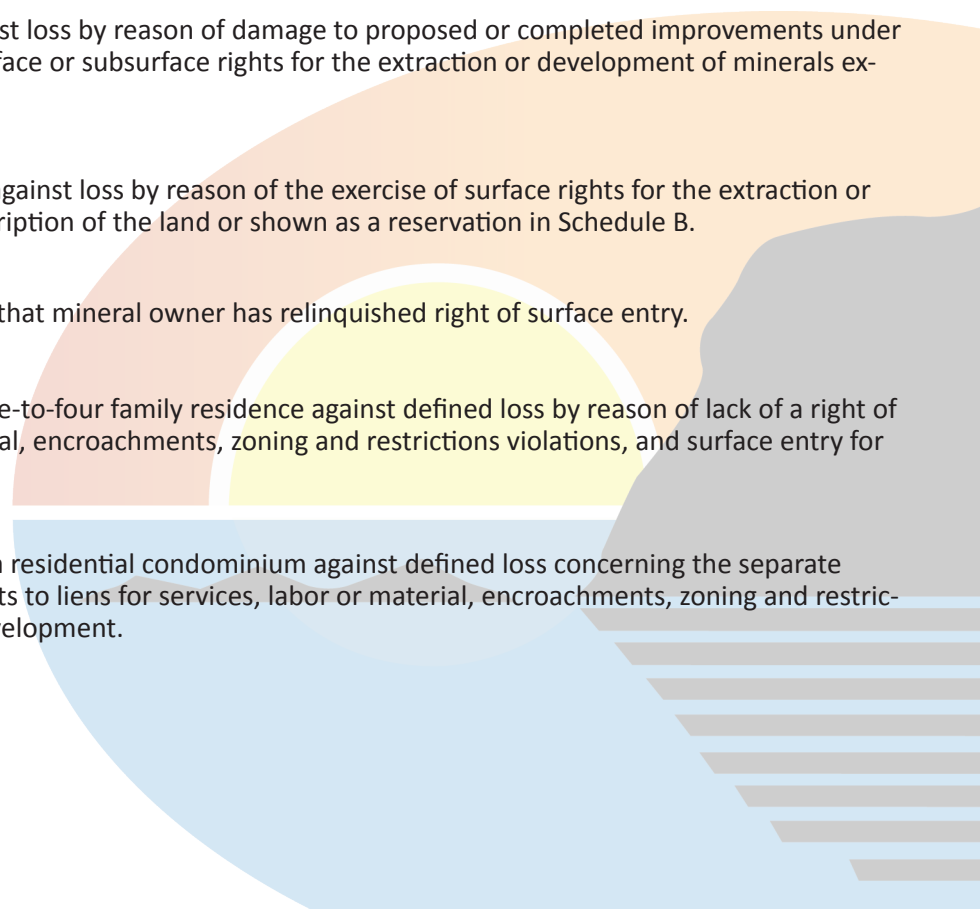 st loss by reason of damage to proposed or completed improvements under
face or subsurface rights for the extraction or development of minerals ex-
against loss by reason of the exercise of surface rights for the extraction or
ription of the land or shown as a reservation in Schedule B.
that mineral owner has relinquished right of surface entry.
e-to-four family residence against defined loss by reason of lack of a right of
al, encroachments, zoning and restrictions violations, and surface entry for
residential condominium against defined loss concerning the separate
ts to liens for services, labor or material, encroachments, zoning and restric-
velopment.